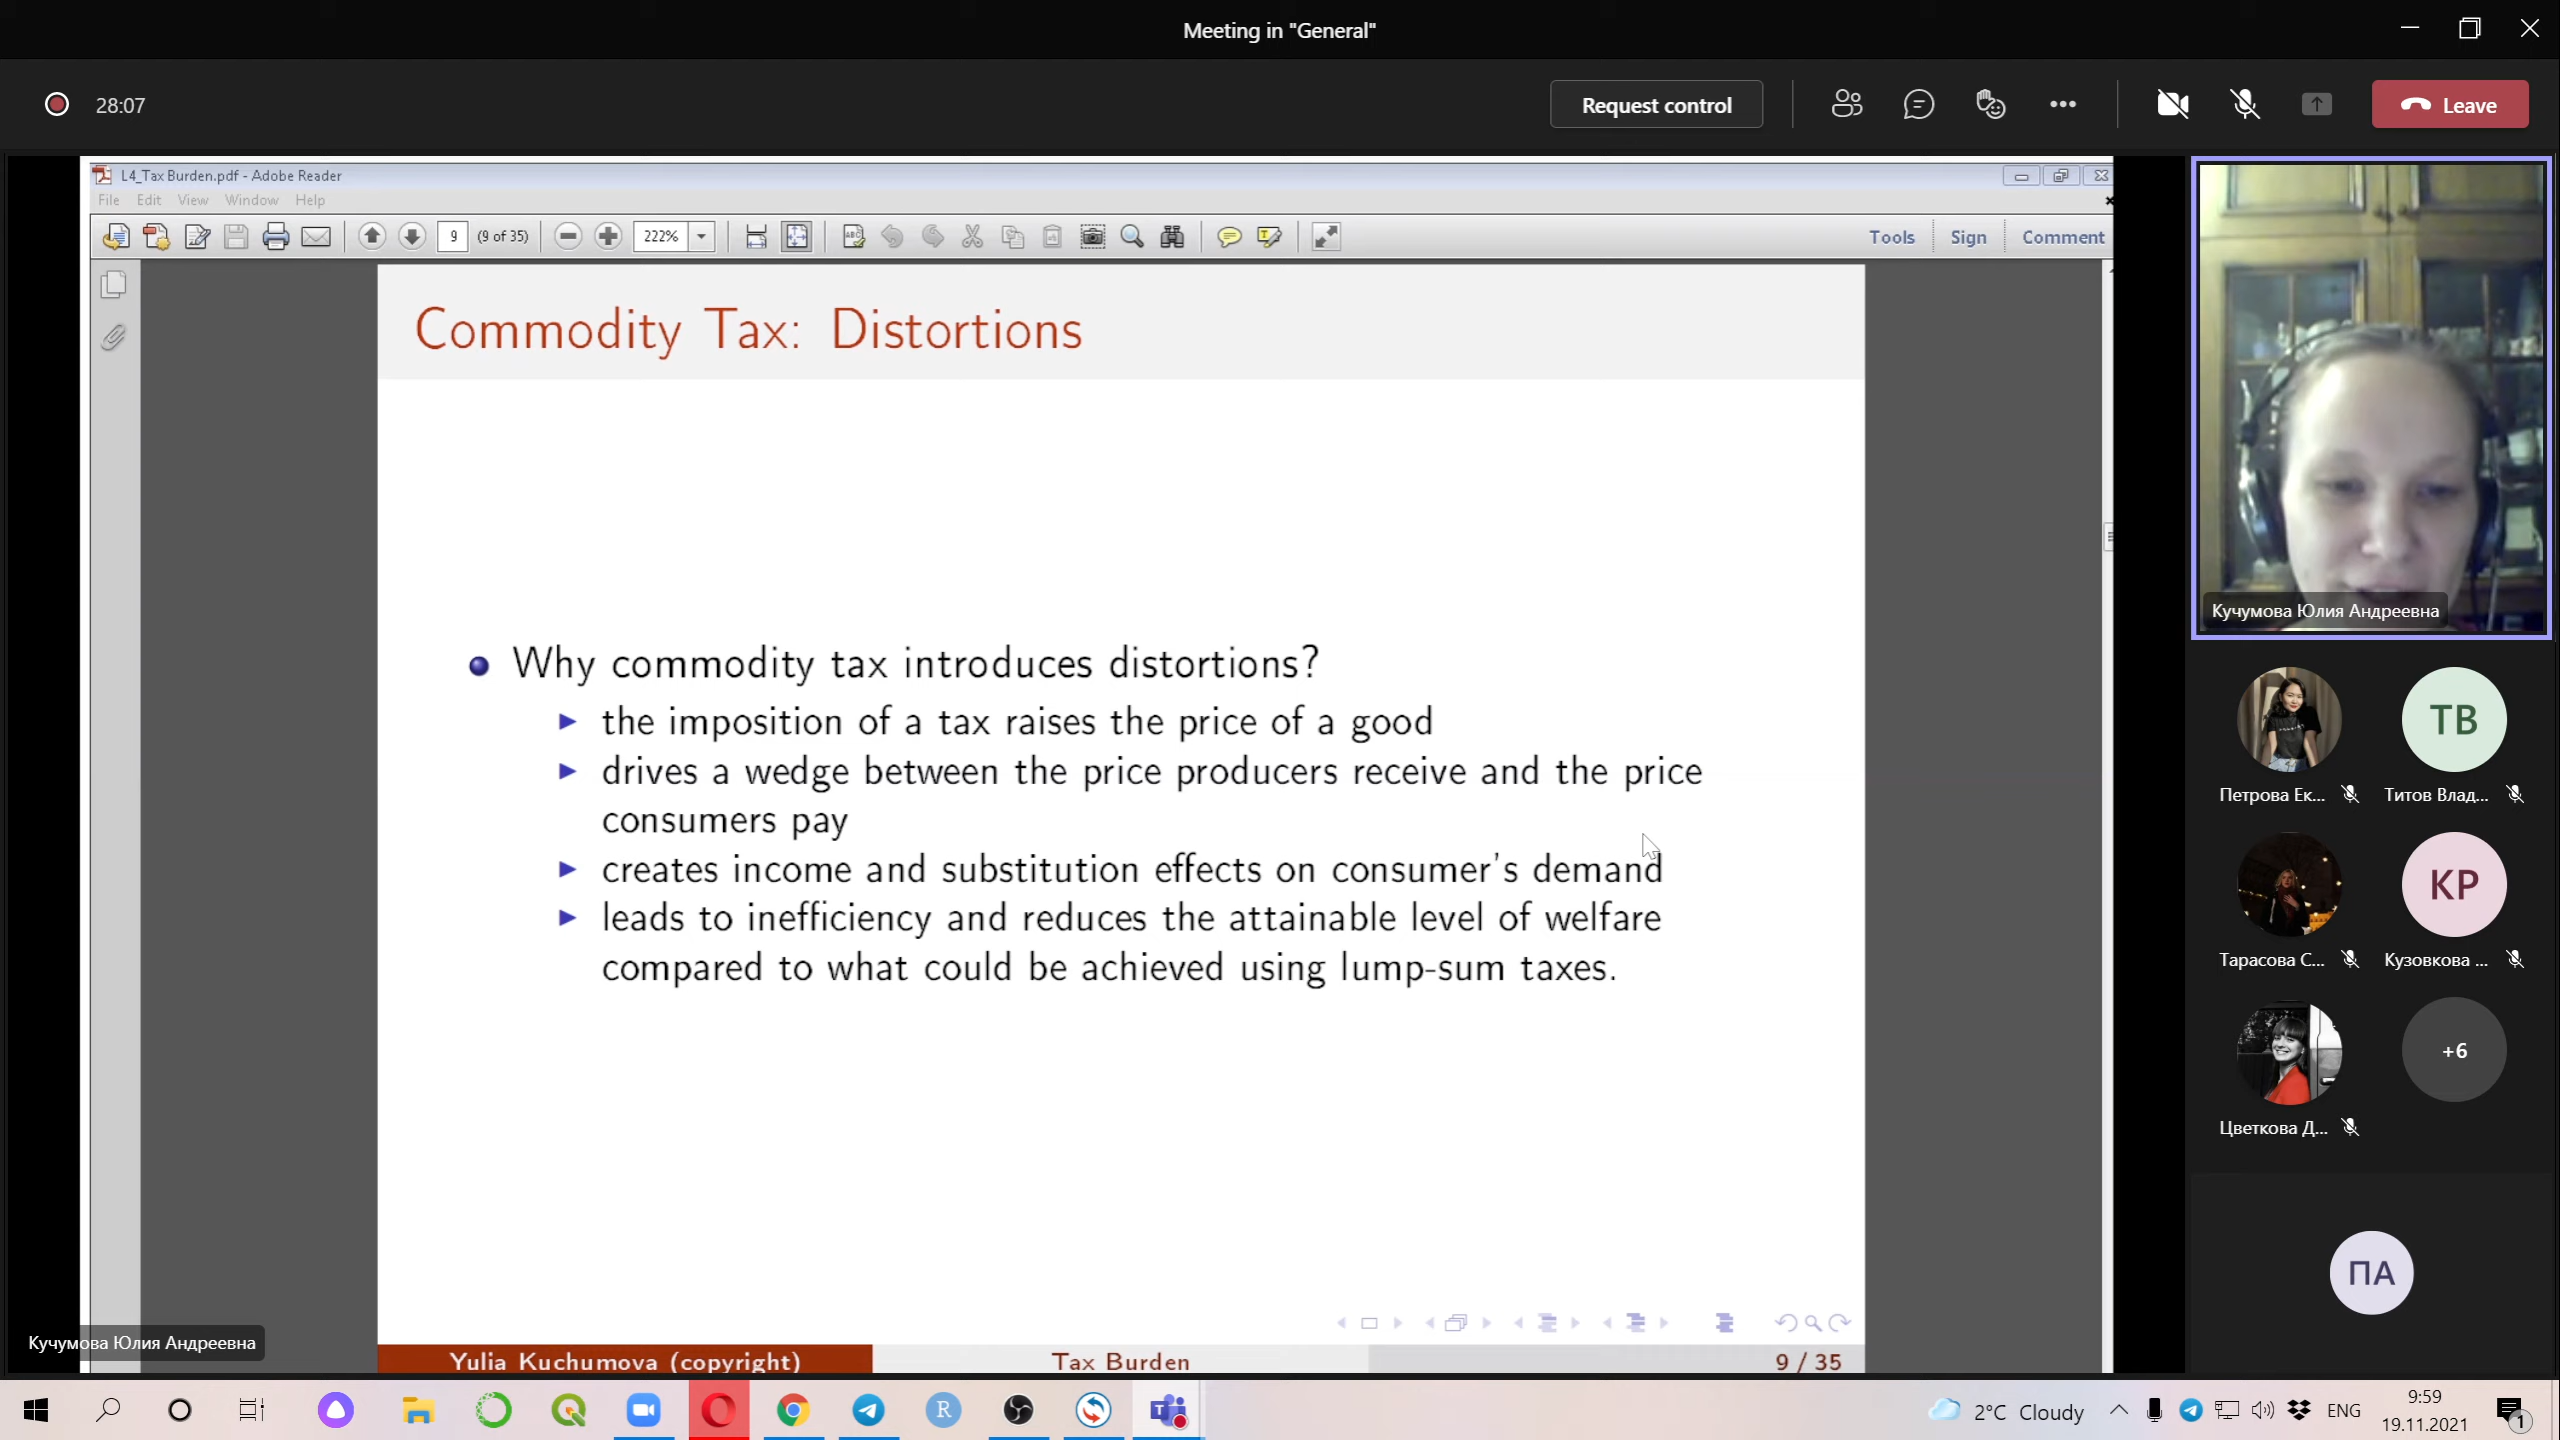 Meeting in "General"
28:07
Request control
Leave
L4_Tax Burden.pdf - Adobe Reader
File Edit View Window Help
9 (9 of 35) 222%
Tools Sign Comment
Commodity Tax: Distortions
Why commodity tax introduces distortions?
the imposition of a tax raises the price of a good
drives a wedge between the price producers receive and the price
consumers pay
creates income and substitution effects on consumer's demand
leads to inefficiency and reduces the attainable level of welfare
compared to what could be achieved using lump-sum taxes.
Yulia Kuchumova (copyright) Tax Burden 9 / 35
Кучумова Юлия Андреевна
Кучумова Юлия Андреевна
ТВ
Петрова Ек... Титов Влад...
КР
Тарасова С... Кузовкова ...
+6
Цветкова Д...
ПА
2°C Cloudy
ENG
9:59
19.11.2021
1